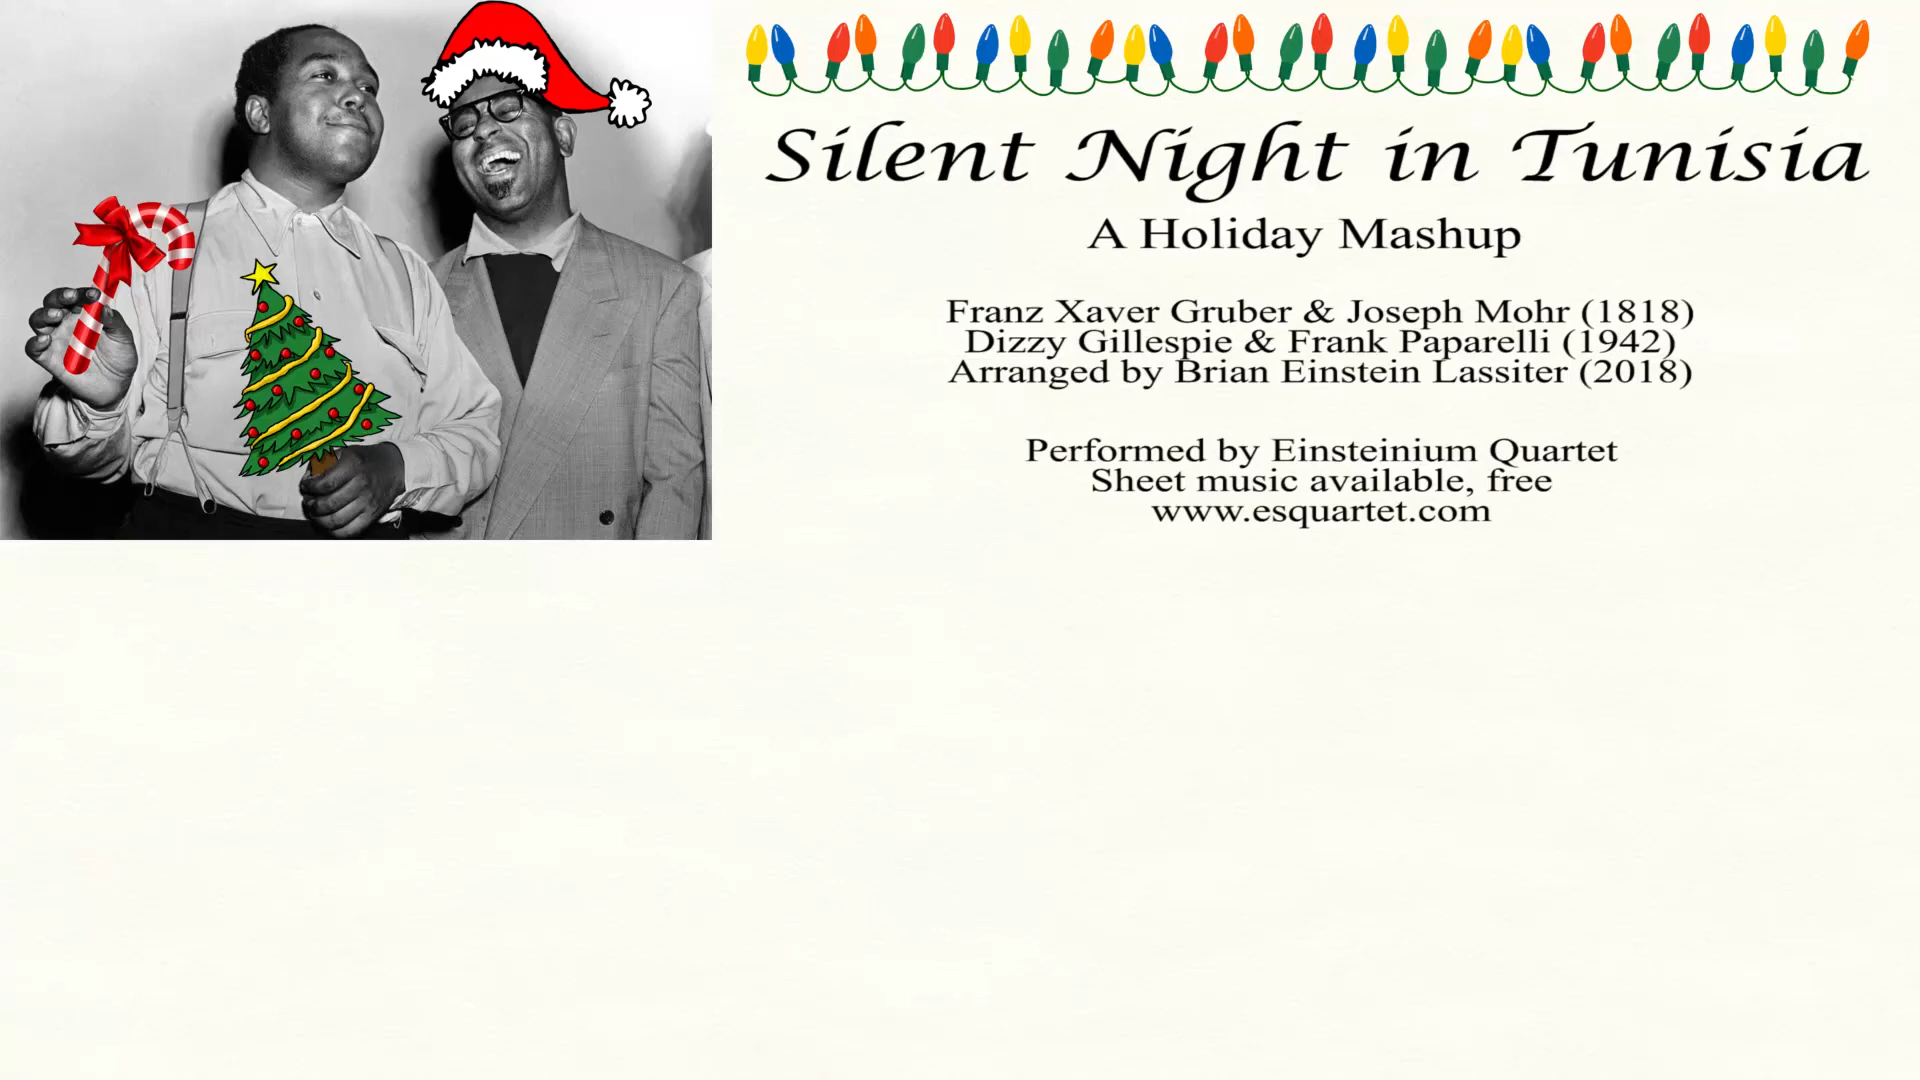 Silent Night in Tunisia
A Holiday Mashup
Franz Xaver Gruber & Joseph Mohr (1818)
Dizzy Gillespie & Frank Paparelli (1942)
Arranged by Brian Einstein Lassiter (2018)
Performed by Einsteinium Quartet
Sheet music available, free
www.esquartet.com